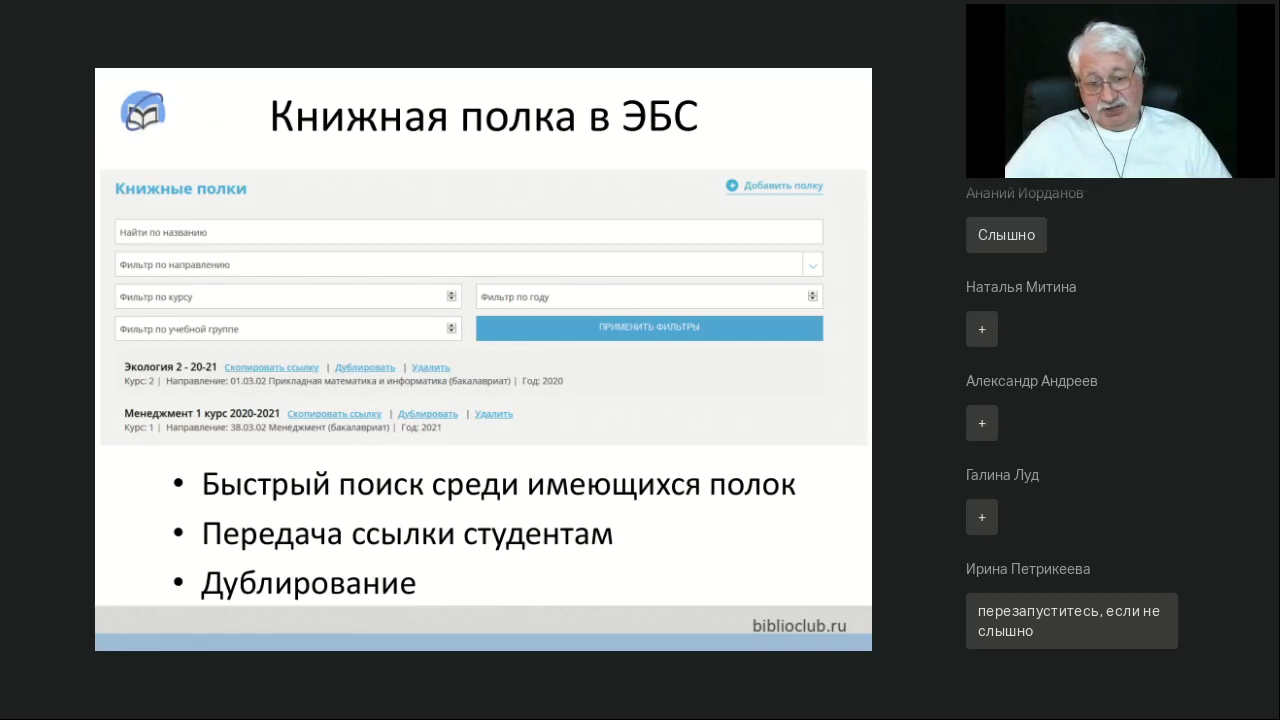 Книжная полка в ЭБС
Книжные полки
Добавить полку
Найти по названию
Фильтр по направлению
Фильтр по курсу
Фильтр по году
Фильтр по учебной группе
ПРИМЕНИТЬ ФИЛЬТРЫ
Экология 2 - 20-21 Скопировать ссылку | Дублировать | Удалить
Курс: 2 | Направление: 01.03.02 Прикладная математика и информатика (бакалавриат) | Год: 2020
Менеджмент 1 курс 2020-2021 Скопировать ссылку | Дублировать | Удалить
Курс: 1 | Направление: 38.03.02 Менеджмент (бакалавриат) | Год: 2021
• Быстрый поиск среди имеющихся полок
• Передача ссылки студентам
• Дублирование
biblioclub.ru
Ананий Иорданов
Слышно
Наталья Митина
+
Александр Андреев
+
Галина Луд
+
Ирина Петрикеева
перезапуститесь, если не
слышно